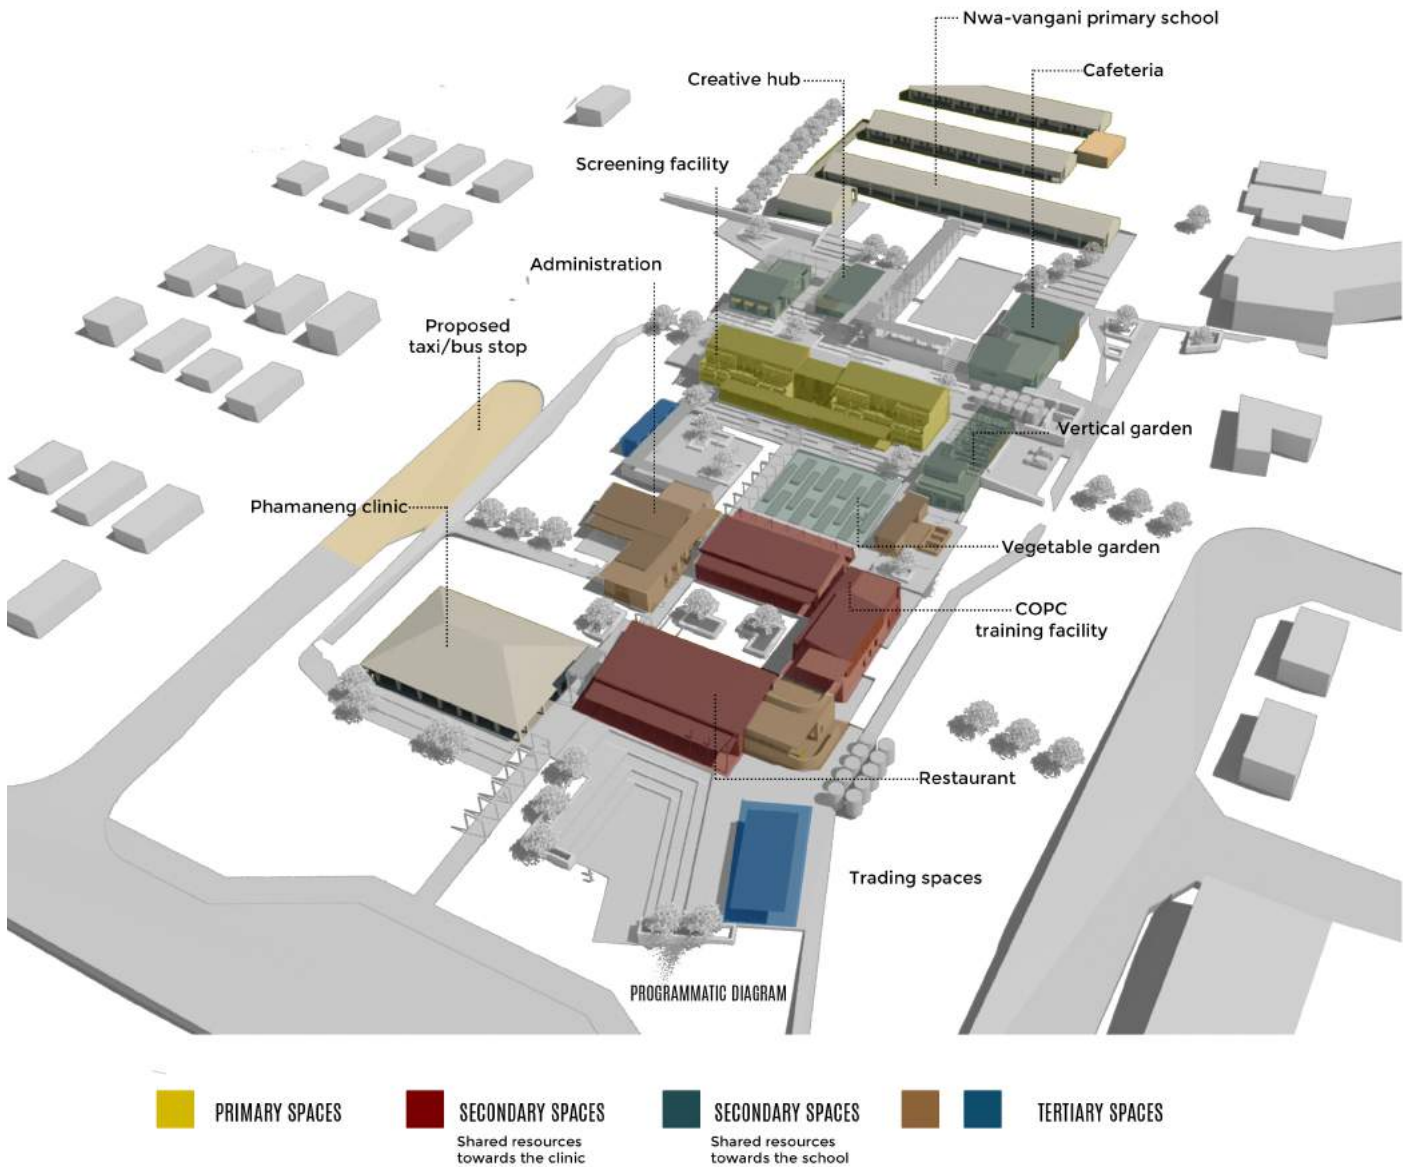 Nwa-vangani primary school
Cafeteria
Creative hub
Screening facility
Administration
Proposed
taxi/bus stop
Vertical garden
Phamaneng clinic
Vegetable garden
COPC
training facility
Restaurant
Trading spaces
PROGRAMMATIC DIAGRAM
PRIMARY SPACES
SECONDARY SPACES
Shared resources
towards the clinic
SECONDARY SPACES
Shared resources
towards the school
TERTIARY SPACES